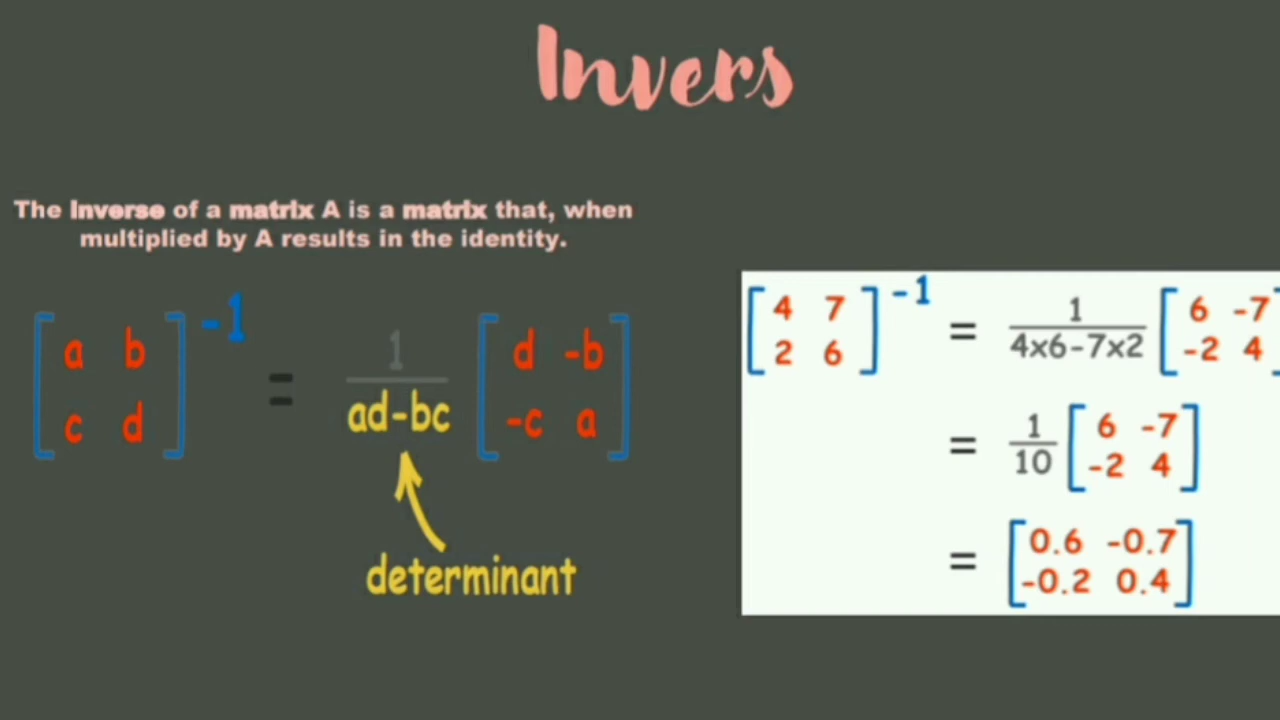 Invers
The Inverse of a matrix A is a matrix that, when
multiplied by A results in the identity.
[a b; c d]^-1 = 1/(ad-bc) [d -b; -c a]
determinant
[4 7; 2 6]^-1 = 1/(4x6-7x2) [6 -7; -2 4]
= 1/10 [6 -7; -2 4]
= [0.6 -0.7; -0.2 0.4]